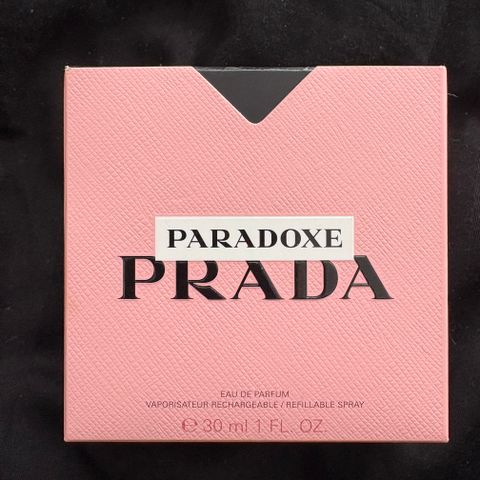 PARADOXE
PRADA
EAU DE PARFUM
VAPORISATEUR RECHARGEABLE / REFILLABLE SPRAY
℮ 30 ml 1 FL. OZ.